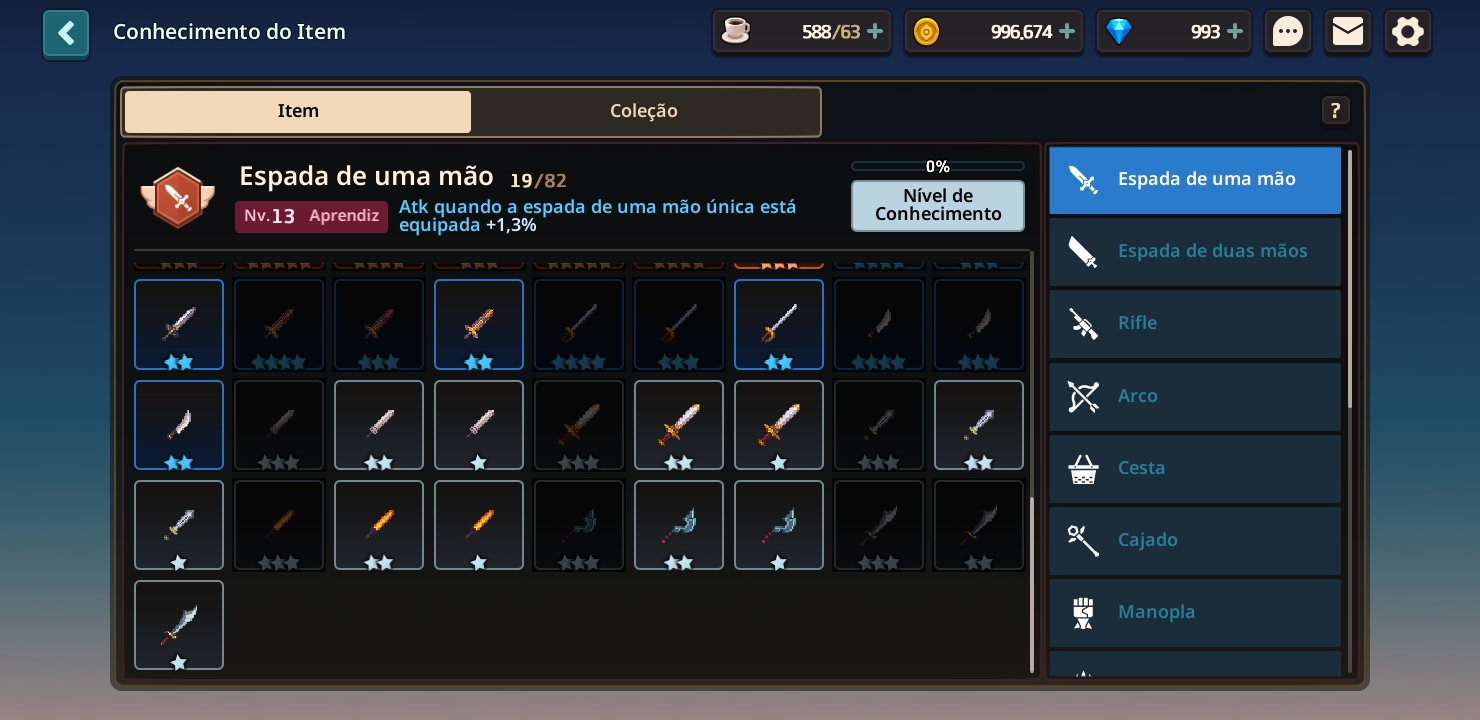 Conhecimento do Item
588/63
996,674
993
Item
Coleção
?
Espada de uma mão 19/82
Nv.13 Aprendiz
Atk quando a espada de uma mão única está
equipada +1,3%
0%
Nível de
Conhecimento
Espada de uma mão
Espada de duas mãos
Rifle
Arco
Cesta
Cajado
Manopla